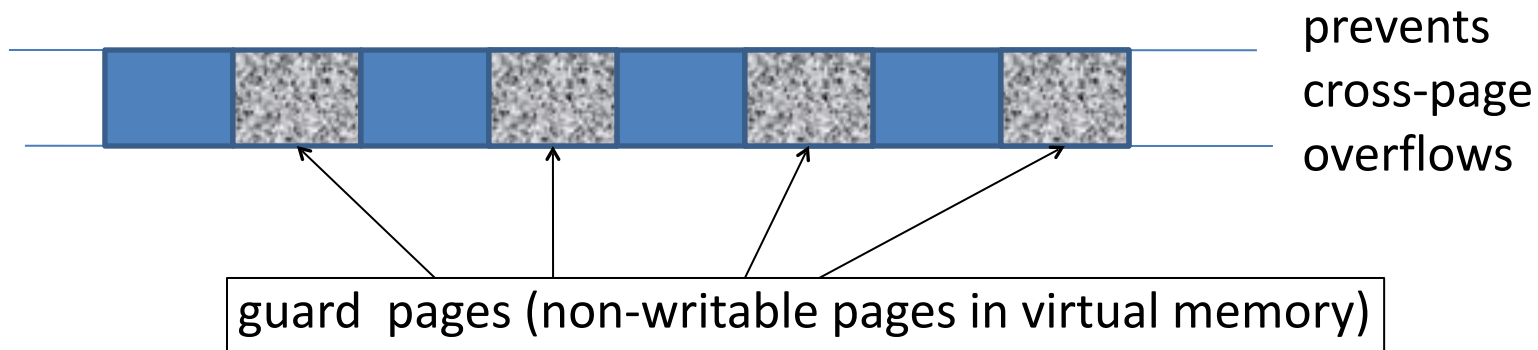 prevents
cross-page
overflows
guard pages (non-writable pages in virtual memory)